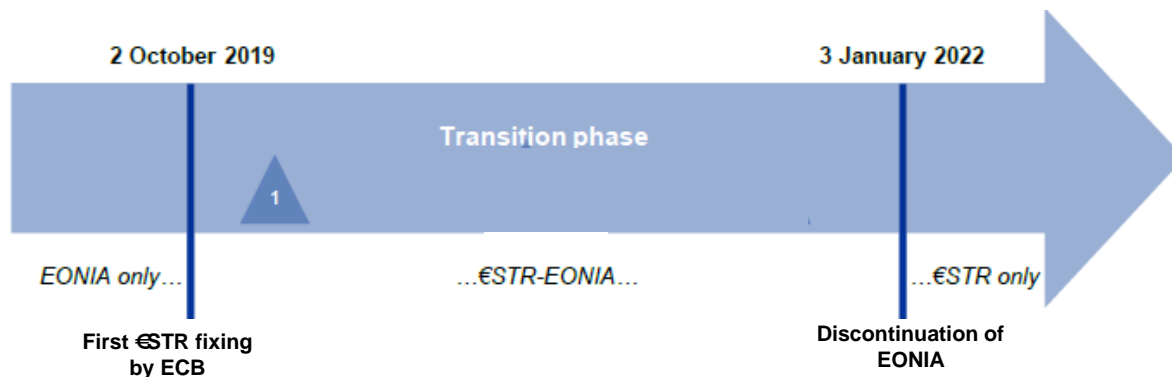 2 October 2019
3 January 2022
Transition phase
1
EONIA only…
…€STR-EONIA…
…€STR only
First €STR fixing
by ECB
Discontinuation of
EONIA